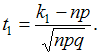 t₁ = (k₁ − np) / √npq.